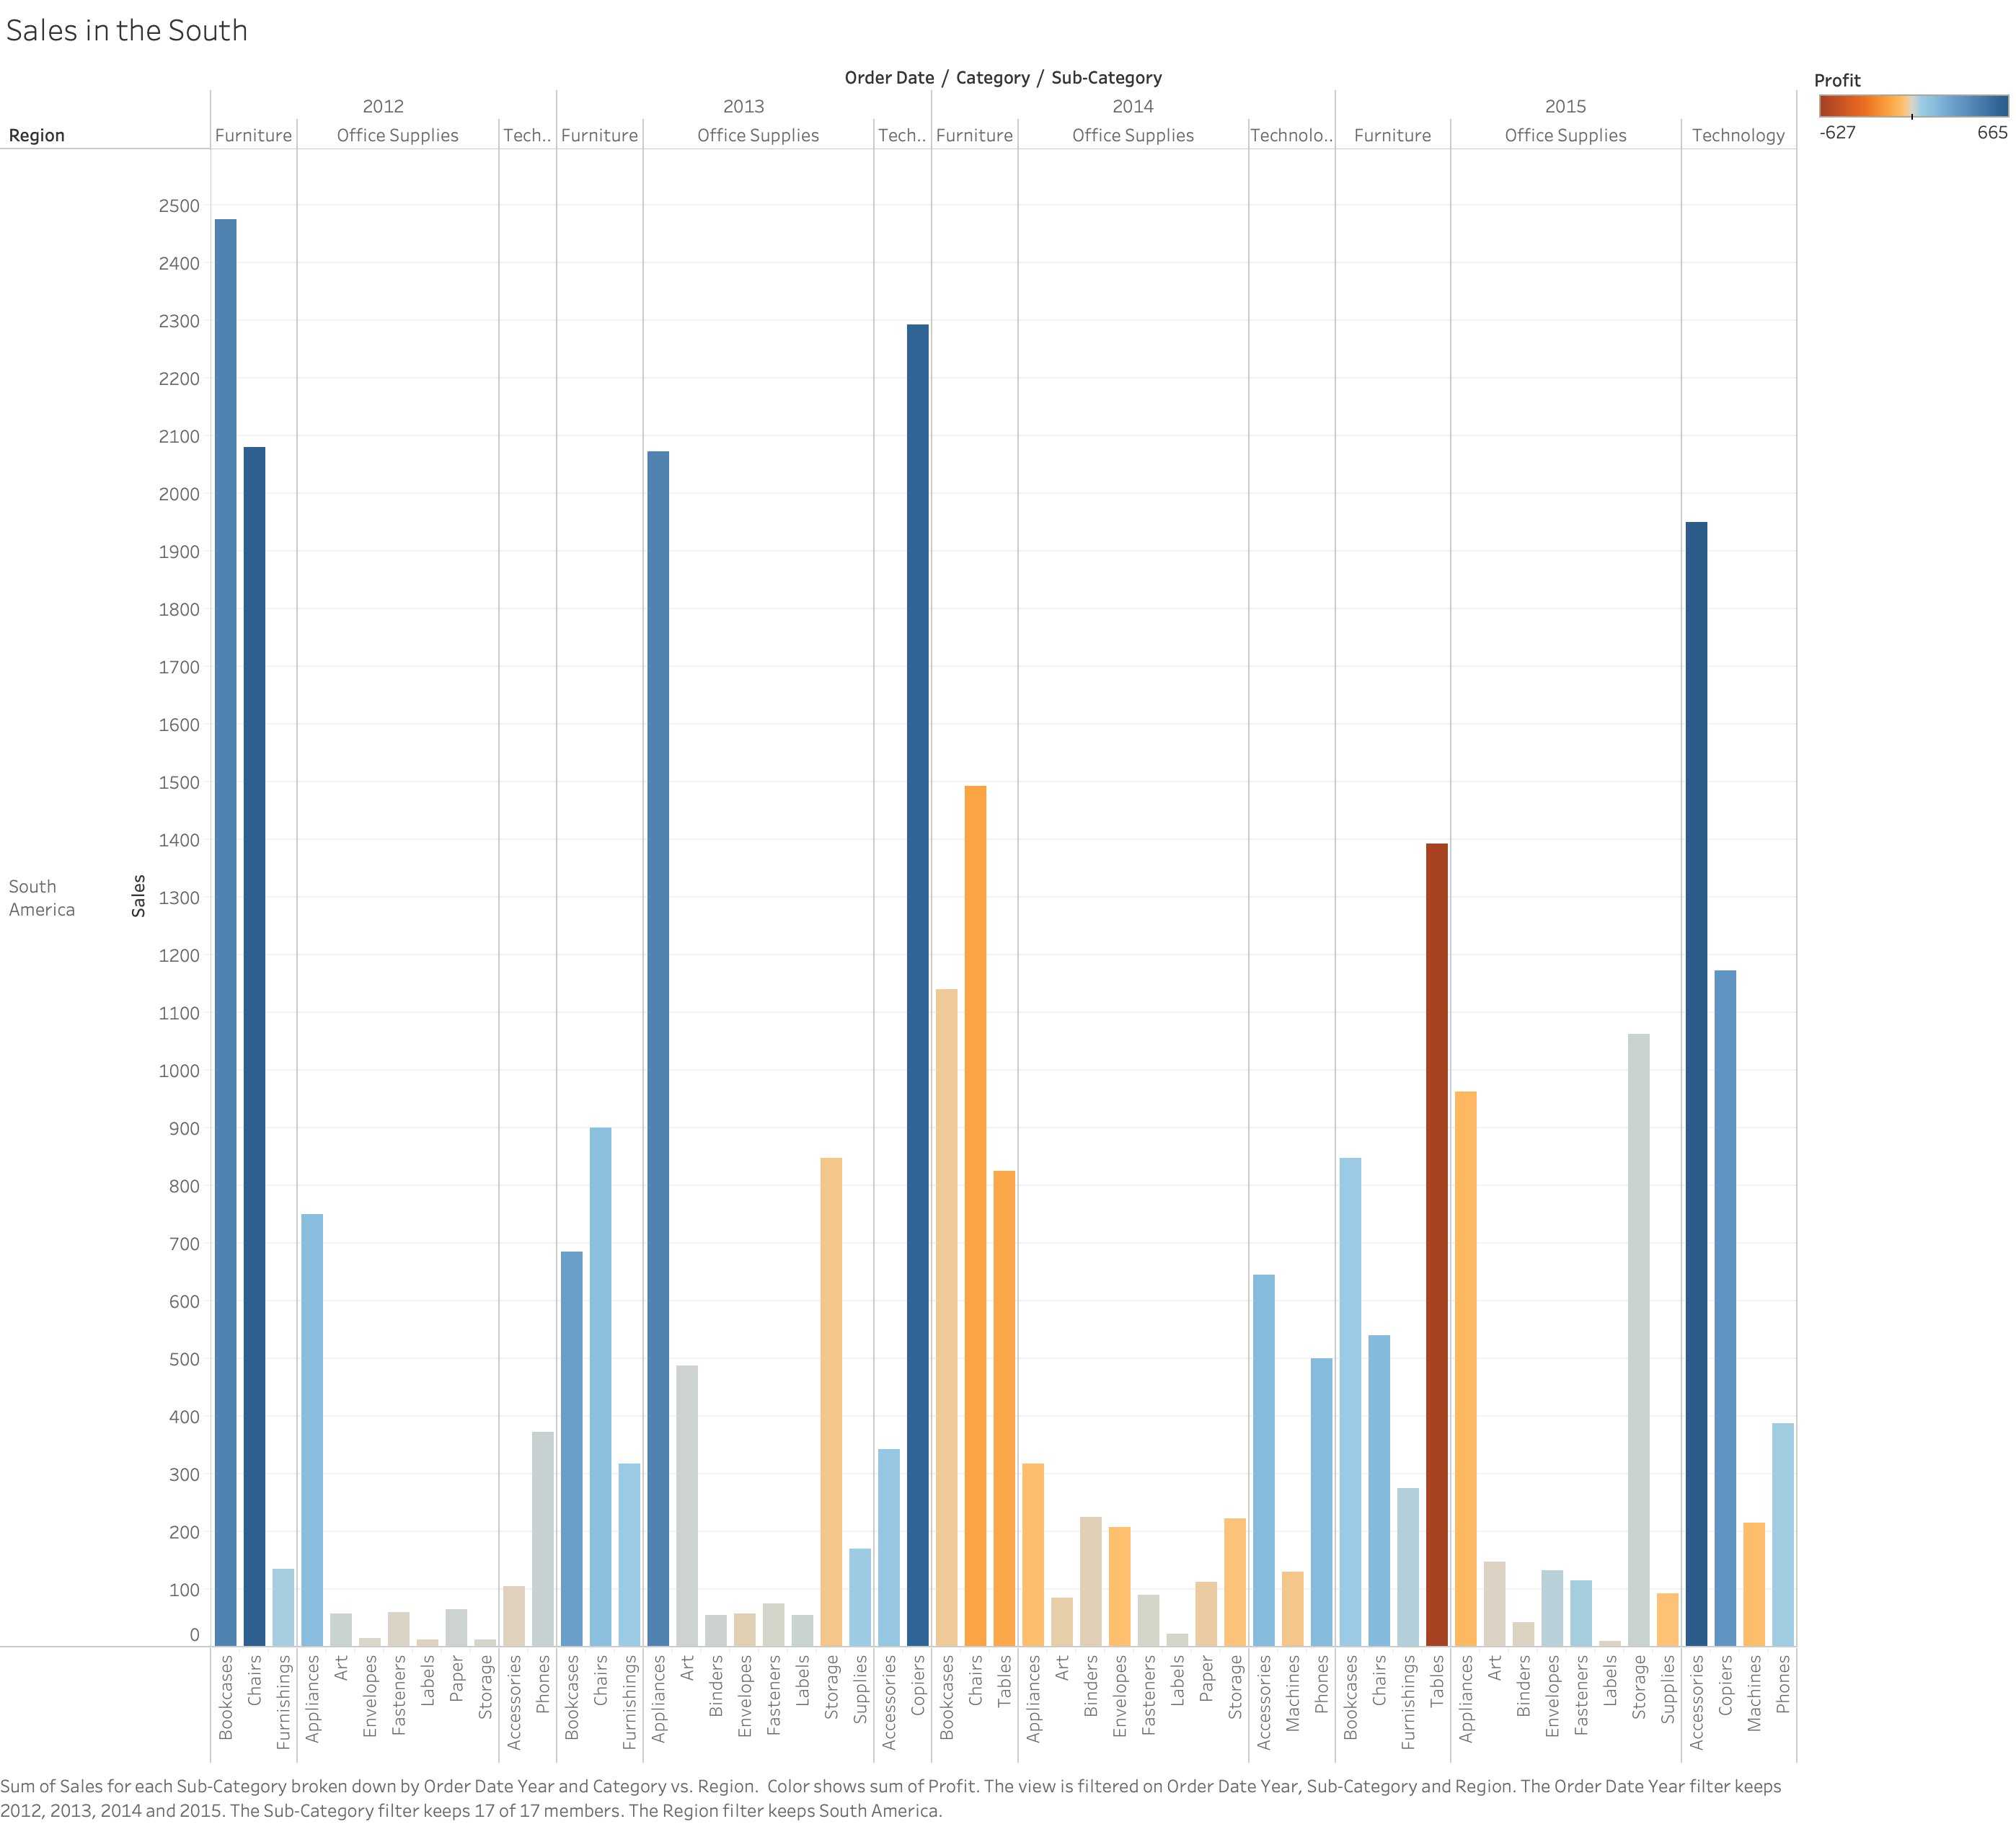 Sales in the South
Order Date / Category / Sub-Category
Profit
-627
665
2012
2013
2014
2015
Region
Furniture
Office Supplies
Tech..
Furniture
Office Supplies
Tech..
Furniture
Office Supplies
Technolo..
Furniture
Office Supplies
Technology
2500
2400
2300
2200
2100
2000
1900
1800
1700
1600
1500
1400
1300
1200
1100
1000
900
800
700
600
500
400
300
200
100
0
South
America
Sales
Bookcases
Chairs
Furnishings
Appliances
Art
Envelopes
Fasteners
Labels
Paper
Storage
Accessories
Phones
Bookcases
Chairs
Furnishings
Appliances
Art
Binders
Envelopes
Fasteners
Labels
Storage
Supplies
Accessories
Copiers
Bookcases
Chairs
Tables
Appliances
Art
Binders
Envelopes
Fasteners
Labels
Paper
Storage
Accessories
Machines
Phones
Bookcases
Chairs
Furnishings
Tables
Appliances
Art
Binders
Envelopes
Fasteners
Labels
Storage
Supplies
Accessories
Copiers
Machines
Phones
Sum of Sales for each Sub-Category broken down by Order Date Year and Category vs. Region.  Color shows sum of Profit. The view is filtered on Order Date Year, Sub-Category and Region. The Order Date Year filter keeps
2012, 2013, 2014 and 2015. The Sub-Category filter keeps 17 of 17 members. The Region filter keeps South America.